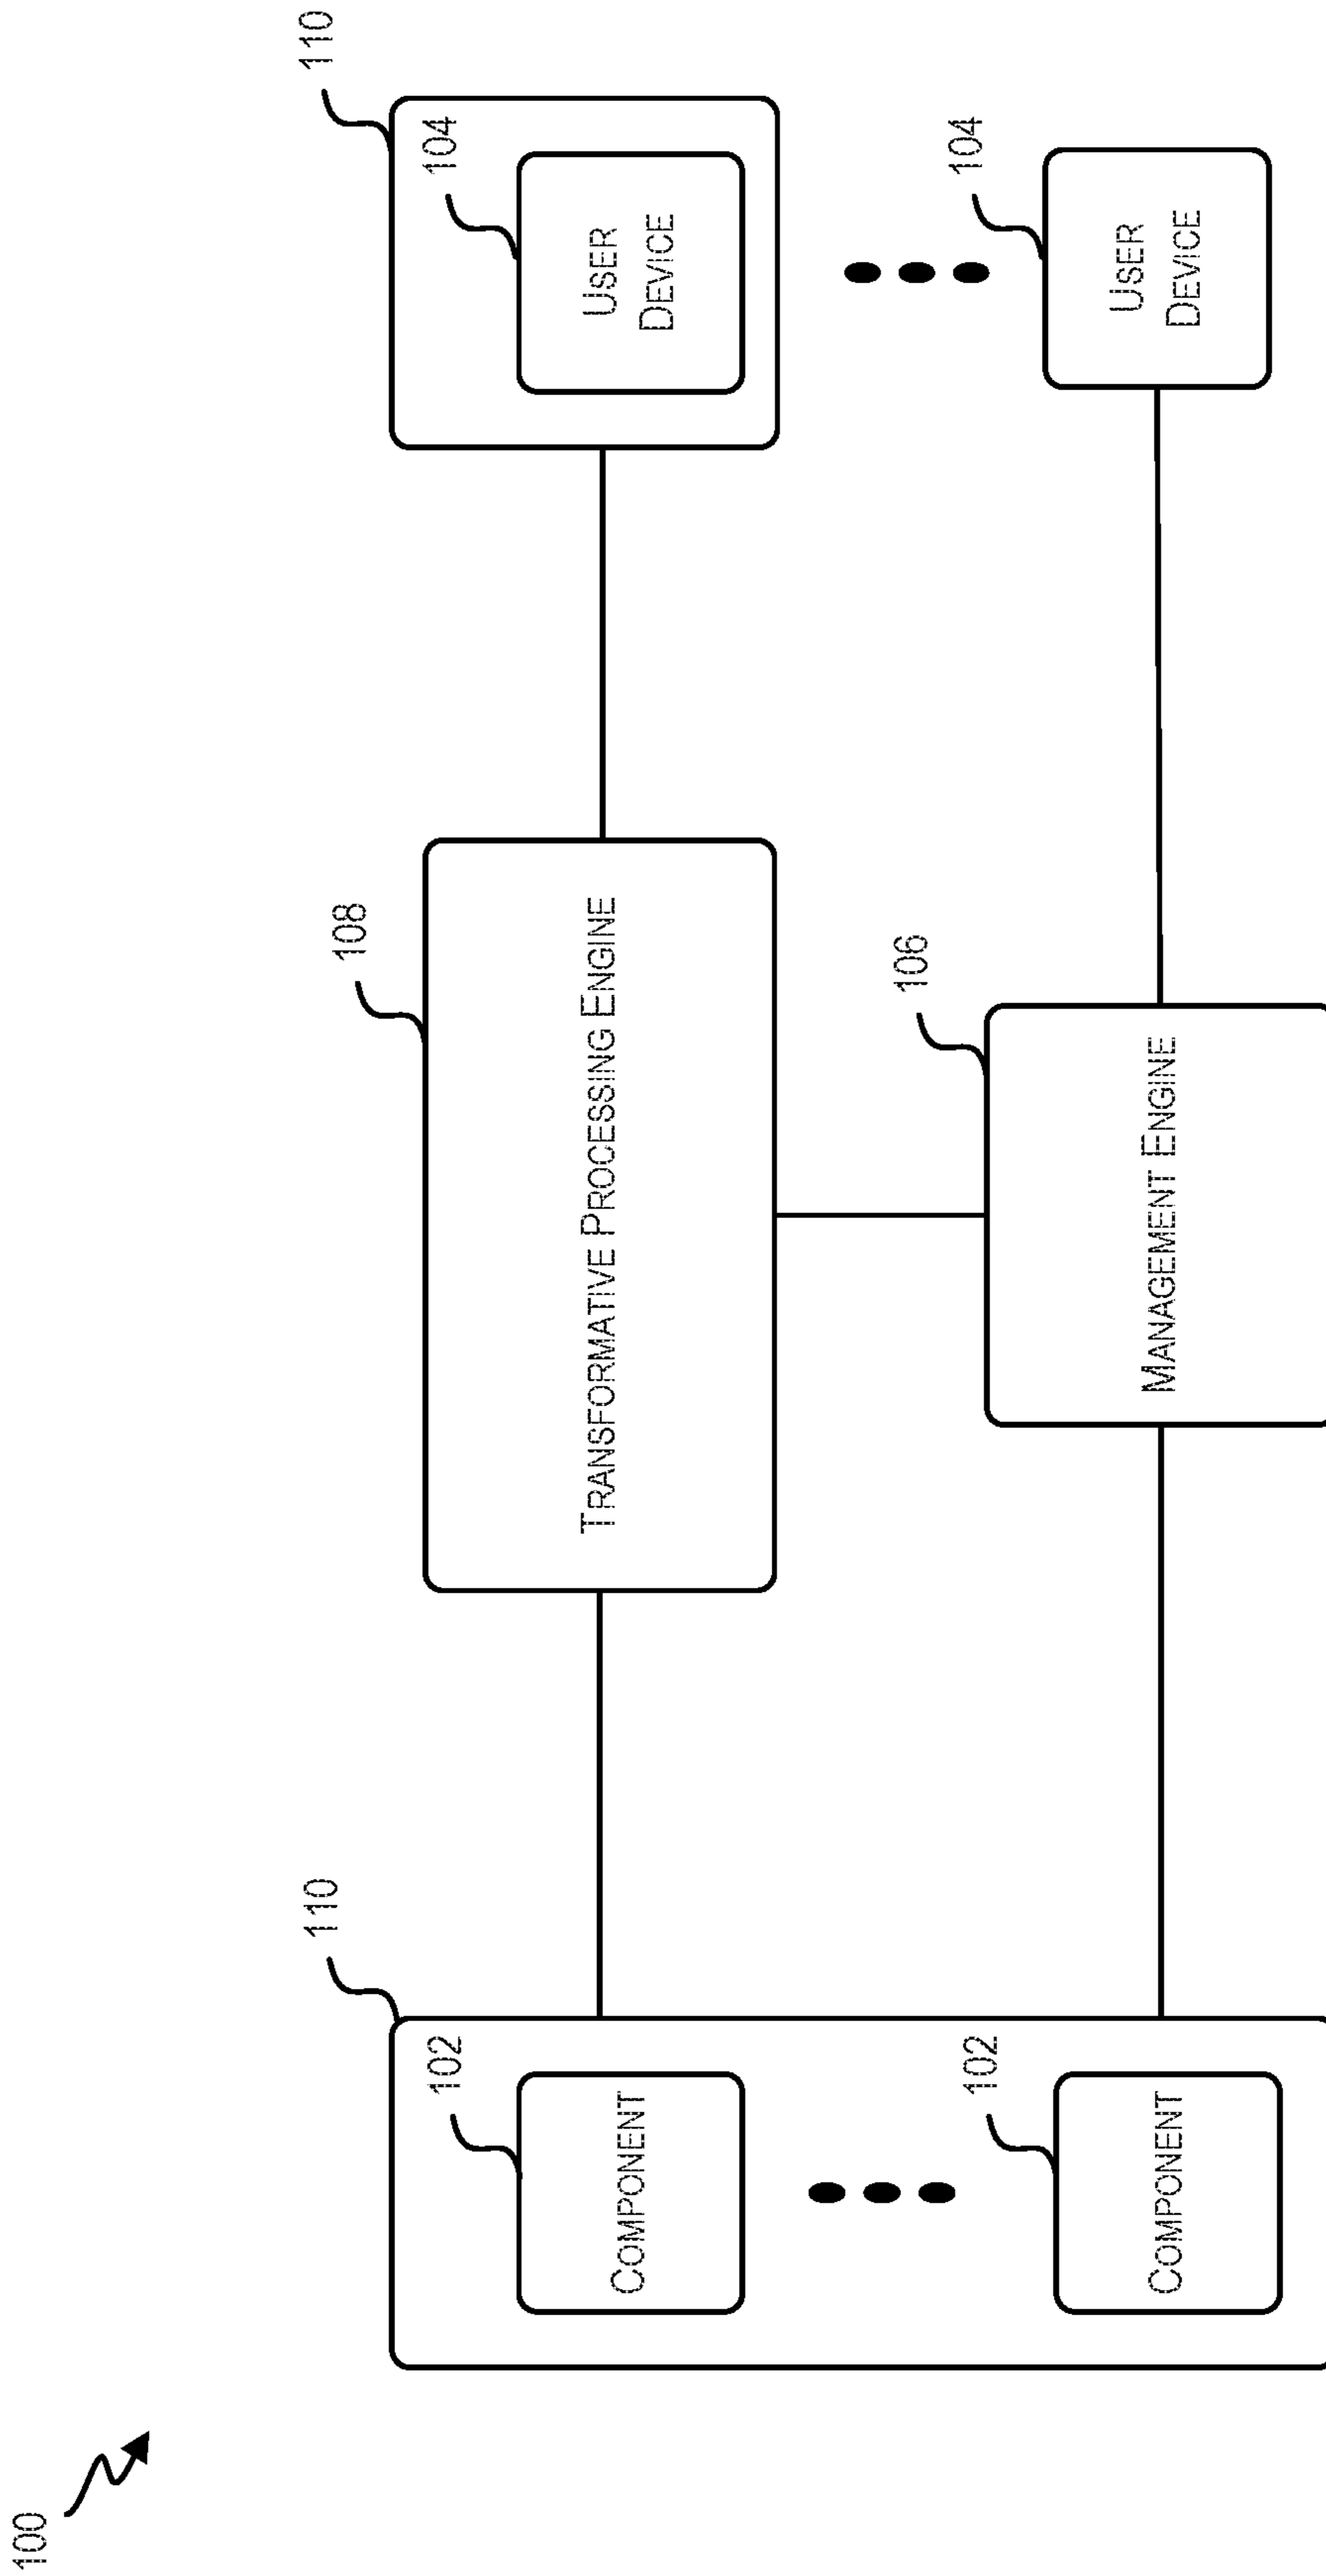 100
110
108
110
102
104
COMPONENT
TRANSFORMATIVE PROCESSING ENGINE
USER
DEVICE
102
106
104
COMPONENT
MANAGEMENT ENGINE
USER
DEVICE